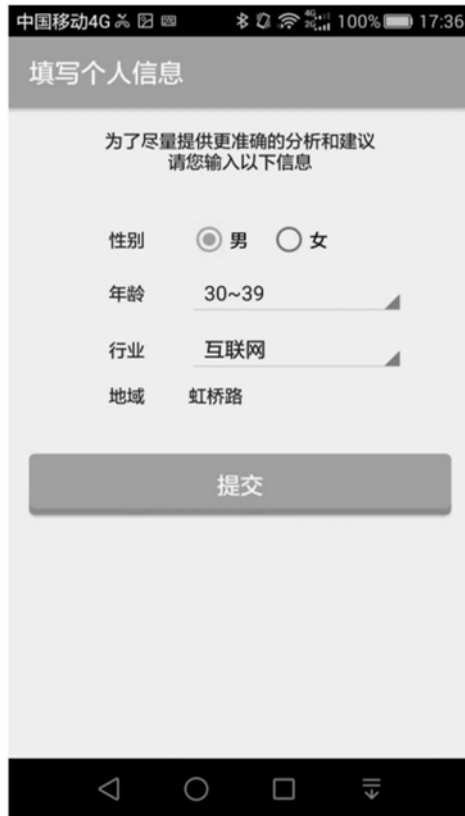 中国移动4G 4G 2G 100% 17:36
填写个人信息
为了尽量提供更准确的分析和建议
请您输入以下信息
性别 男 女
年龄 30~39
行业 互联网
地域 虹桥路
提交